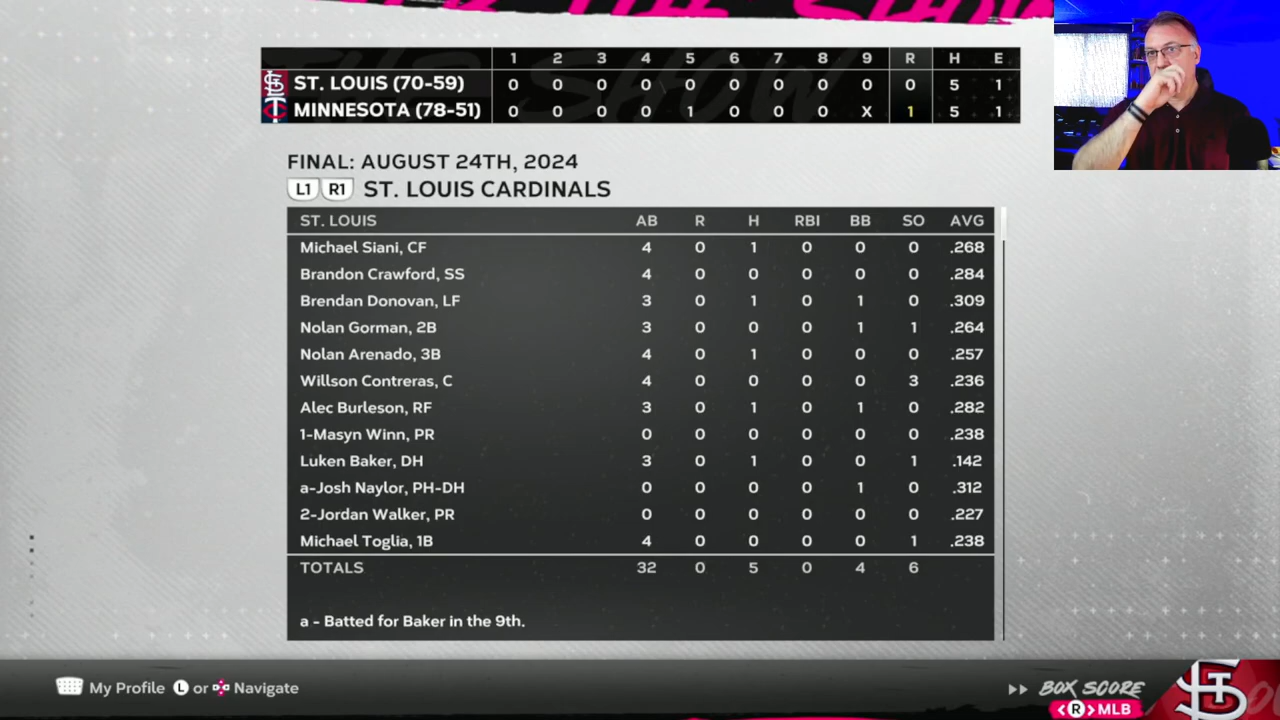 THE SHOW
1 2 3 4 5 6 7 8 9 R H E
ST. LOUIS (70-59) 0 0 0 0 0 0 0 0 0 0 5 1
MINNESOTA (78-51) 0 0 0 0 1 0 0 0 X 1 5 1
FINAL: AUGUST 24TH, 2024
L1 R1 ST. LOUIS CARDINALS
ST. LOUIS AB R H RBI BB SO AVG
Michael Siani, CF 4 0 1 0 0 0 .268
Brandon Crawford, SS 4 0 0 0 0 0 .284
Brendan Donovan, LF 3 0 1 0 1 0 .309
Nolan Gorman, 2B 3 0 0 0 1 1 .264
Nolan Arenado, 3B 4 0 1 0 0 0 .257
Willson Contreras, C 4 0 0 0 0 3 .236
Alec Burleson, RF 3 0 1 0 1 0 .282
1-Masyn Winn, PR 0 0 0 0 0 0 .238
Luken Baker, DH 3 0 1 0 0 1 .142
a-Josh Naylor, PH-DH 0 0 0 0 1 0 .312
2-Jordan Walker, PR 0 0 0 0 0 0 .227
Michael Toglia, 1B 4 0 0 0 0 1 .238
TOTALS 32 0 5 0 4 6
a - Batted for Baker in the 9th.
My Profile L or Navigate
BOX SCORE
R MLB